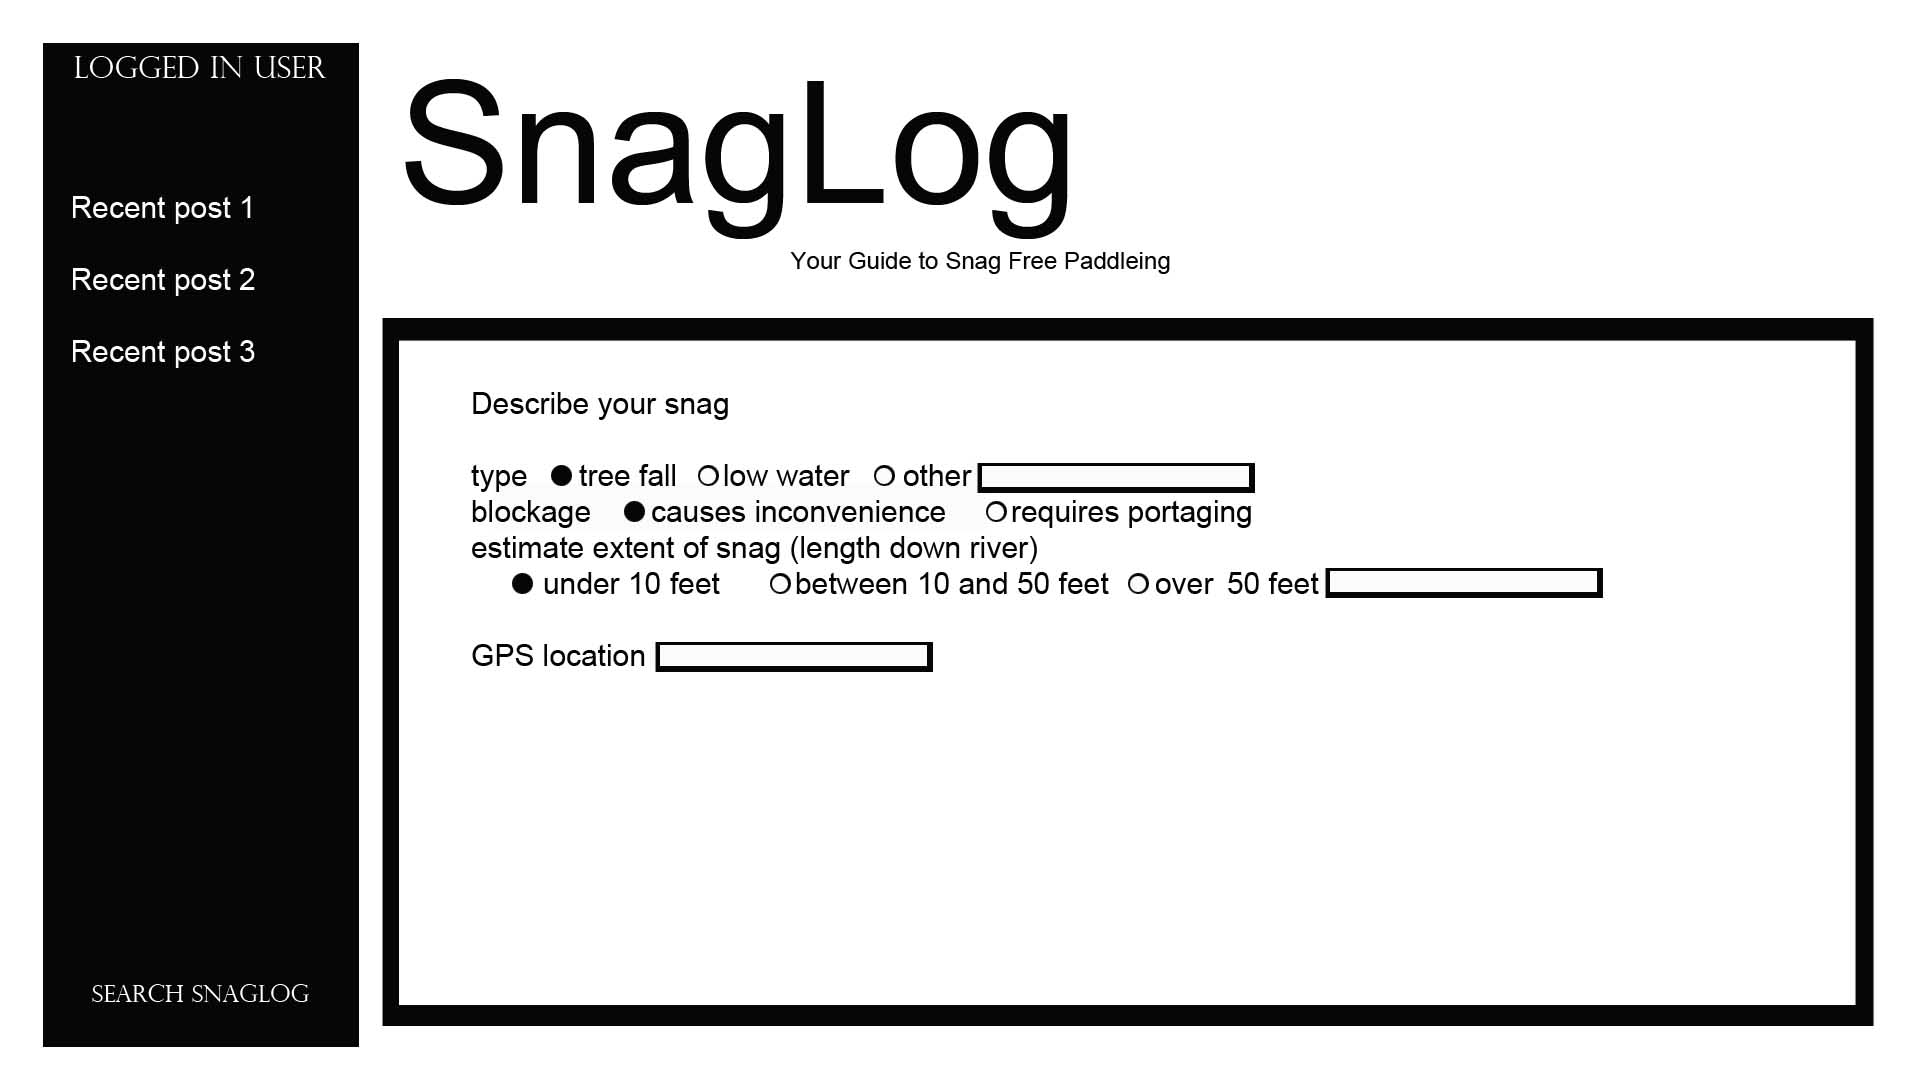 LOGGED IN USER
Recent post 1
Recent post 2
Recent post 3
SEARCH SNAGLOG
SnagLog
Your Guide to Snag Free Paddleing
Describe your snag
type tree fall low water other
blockage causes inconvenience requires portaging
estimate extent of snag (length down river)
under 10 feet between 10 and 50 feet over 50 feet
GPS location